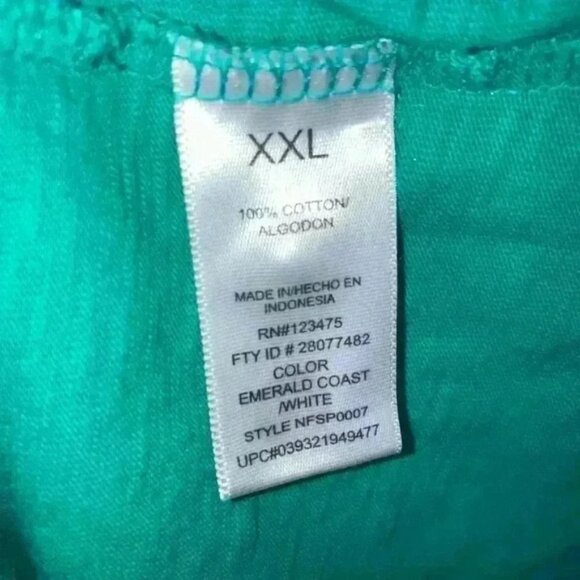 XXL
100% COTTON/
ALGODON
MADE IN/HECHO EN
INDONESIA
RN#123475
FTY ID # 28077482
COLOR
EMERALD COAST
/WHITE
STYLE NFSP0007
UPC#039321949477